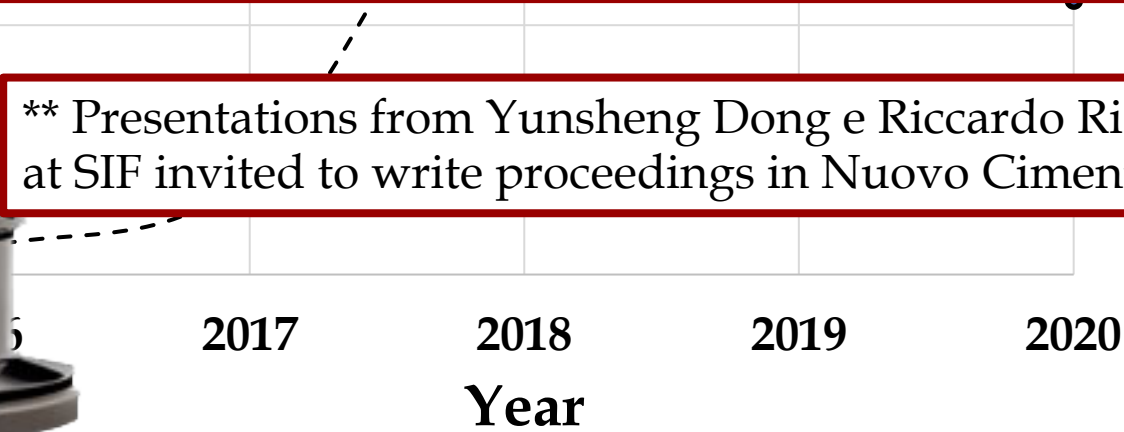 ** Presentations from Yunsheng Dong e Riccardo
at SIF invited to write proceedings in Nuovo
2017 2018 2019 2020
Year